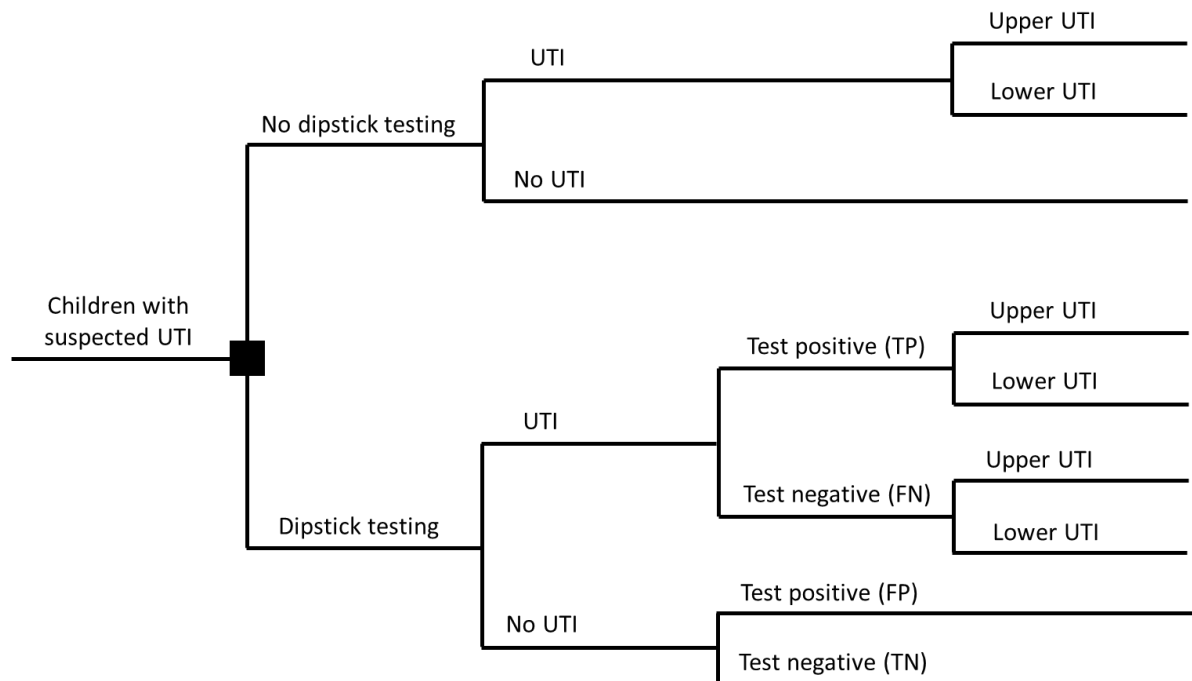 Upper UTI
UTI
Lower UTI
No dipstick testing
No UTI
Children with
suspected UTI
Upper UTI
Test positive (TP)
Lower UTI
UTI
Upper UTI
Test negative (FN)
Lower UTI
Dipstick testing
Test positive (FP)
No UTI
Test negative (TN)